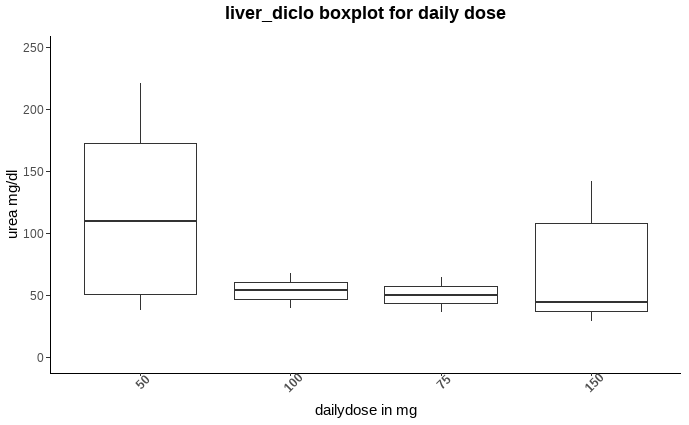 liver_diclo boxplot for daily dose
urea mg/dl
250
200
150
100
50
0
50 100 75 150
dailydose in mg